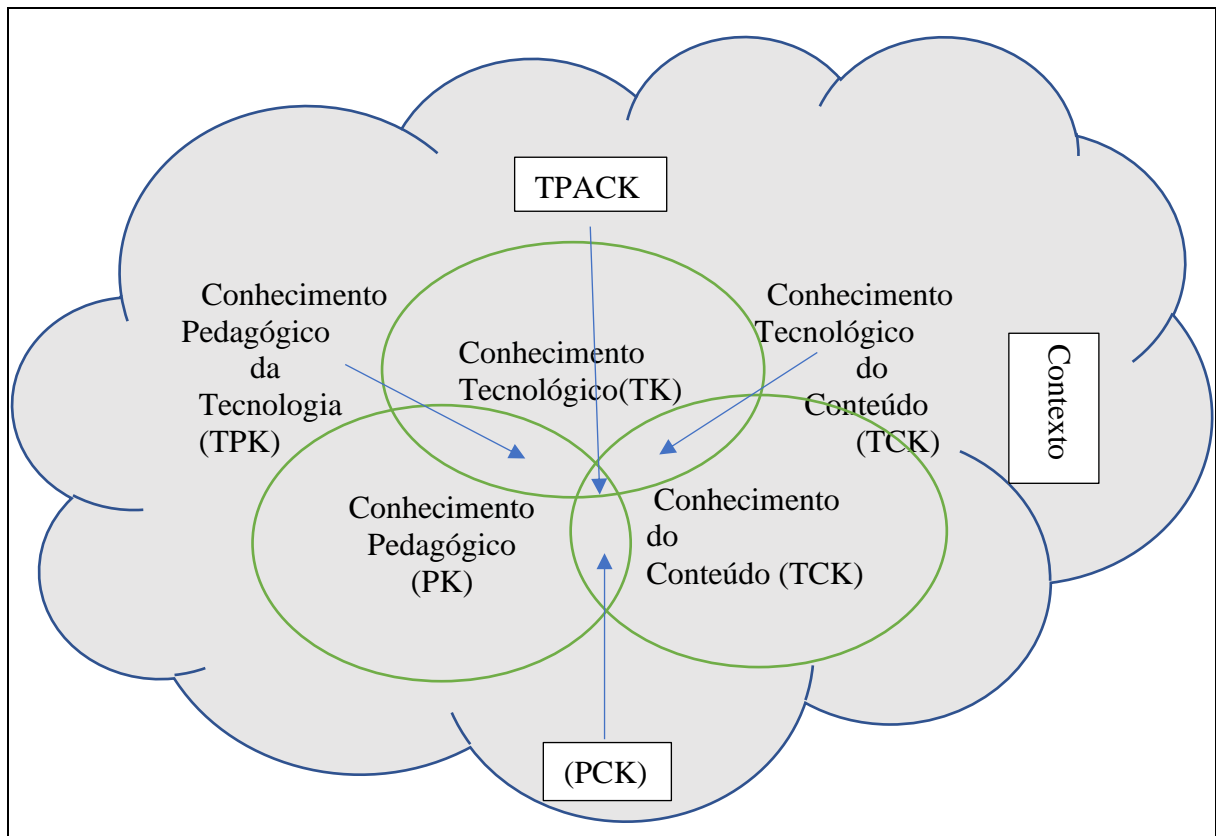 TPACK
Conhecimento
Pedagógico
da
Tecnologia
(TPK)
Conhecimento
Tecnológico(TK)
Conhecimento
Tecnológico
do
Conteúdo
(TCK)
Contexto
Conhecimento
Pedagógico
(PK)
Conhecimento
do
Conteúdo (TCK)
(PCK)